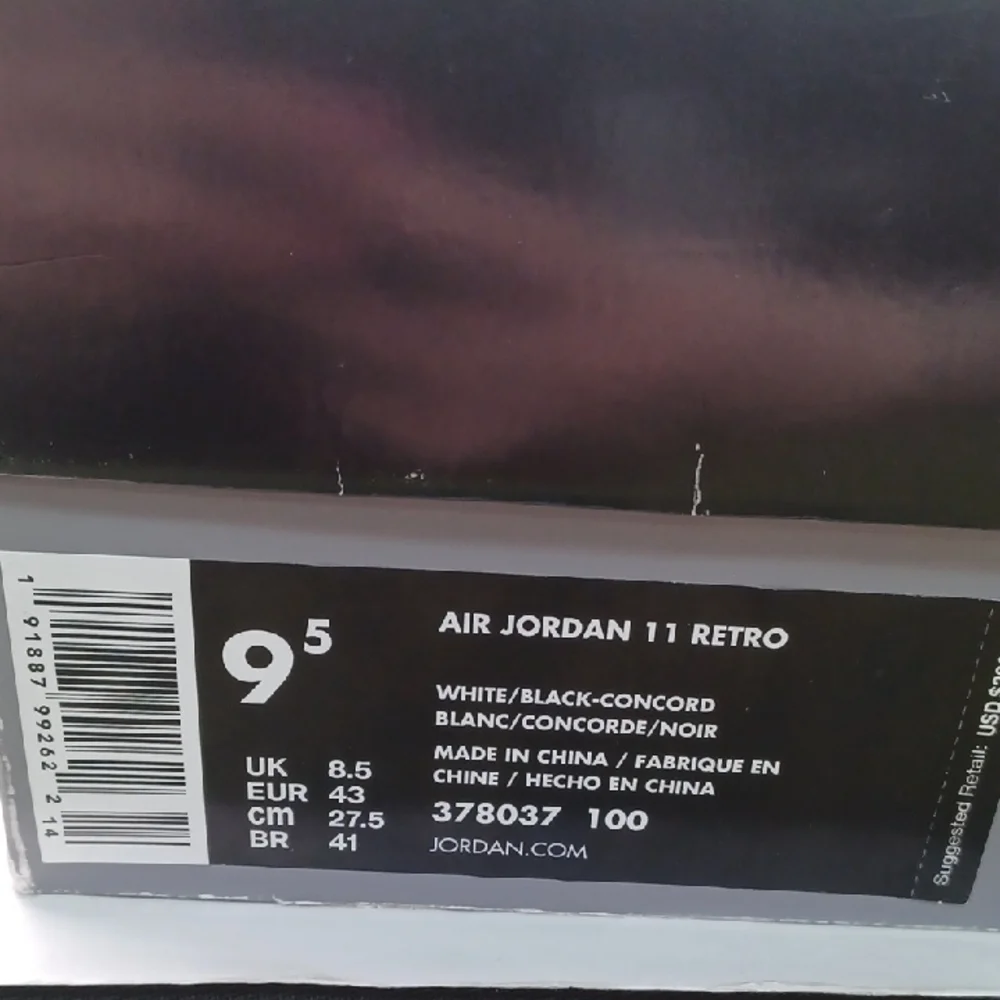 1 91887 99262 2 14
9 5
UK 8.5
EUR 43
cm 27.5
BR 41
AIR JORDAN 11 RETRO
WHITE/BLACK-CONCORD
BLANC/CONCORDE/NOIR
MADE IN CHINA / FABRIQUE EN
CHINE / HECHO EN CHINA
378037 100
JORDAN.COM
Suggested Retail: USD